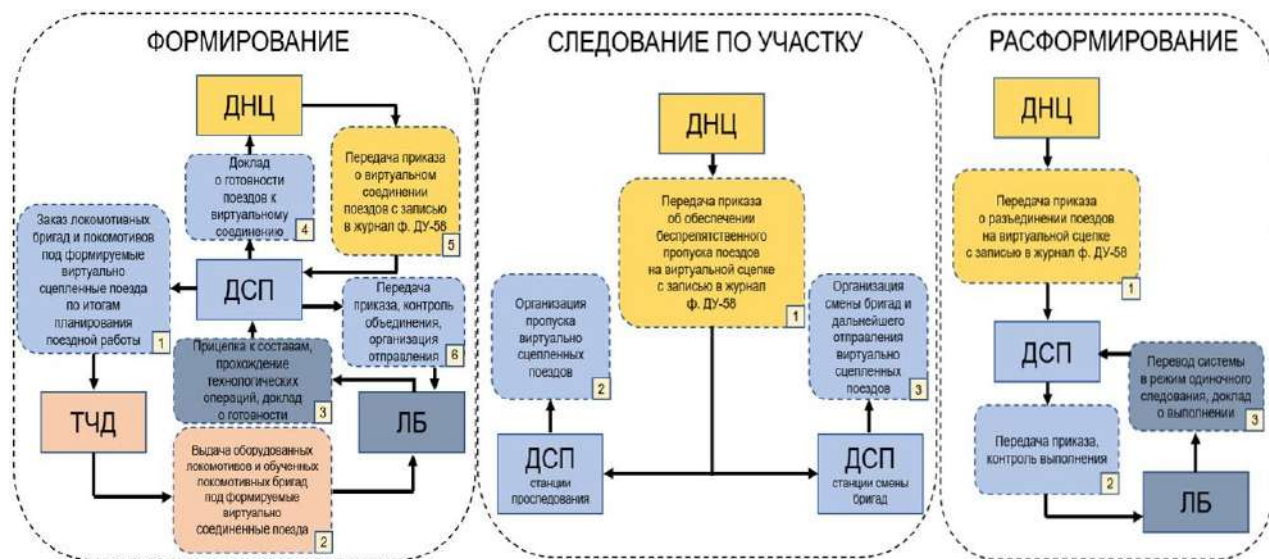 ФОРМИРОВАНИЕ
ДНЦ
Доклад
о готовности
поездов к
виртуальному
соединению
4
Передача приказа
о виртуальном
соединении
поездов с записью
в журнал ф. ДУ-58
5
Заказ локомотивных
бригад и локомотивов
под формируемые
виртуально
сцепленные поезда
по итогам
планирования
поездной работы
1
ДСП
Передача
приказа, контроль
объединения,
организация
отправления
6
Прицепка к составам,
прохождение
технологических
операций, доклад
о готовности
3
ТЧД
ЛБ
Выдача оборудованных
локомотивов и обученных
локомотивных бригад
под формируемые
виртуально
соединенные поезда
2
СЛЕДОВАНИЕ ПО УЧАСТКУ
ДНЦ
Передача приказа
об обеспечении
беспрепятственного
пропуска поездов
на виртуальной сцепке
с записью в журнал
ф. ДУ-58
1
Организация
пропуска
виртуально
сцепленных
поездов
2
Организация
смены бригад и
дальнейшего
отправления
виртуально
сцепленных
поездов
3
ДСП
станции
проследования
ДСП
станции смены
бригад
РАСФОРМИРОВАНИЕ
ДНЦ
Передача приказа
о разъединении поездов
на виртуальной сцепке
с записью в журнал ф. ДУ-58
1
ДСП
Перевод системы
в режим одиночного
следования, доклад
о выполнении
3
Передача приказа,
контроль выполнения
2
ЛБ